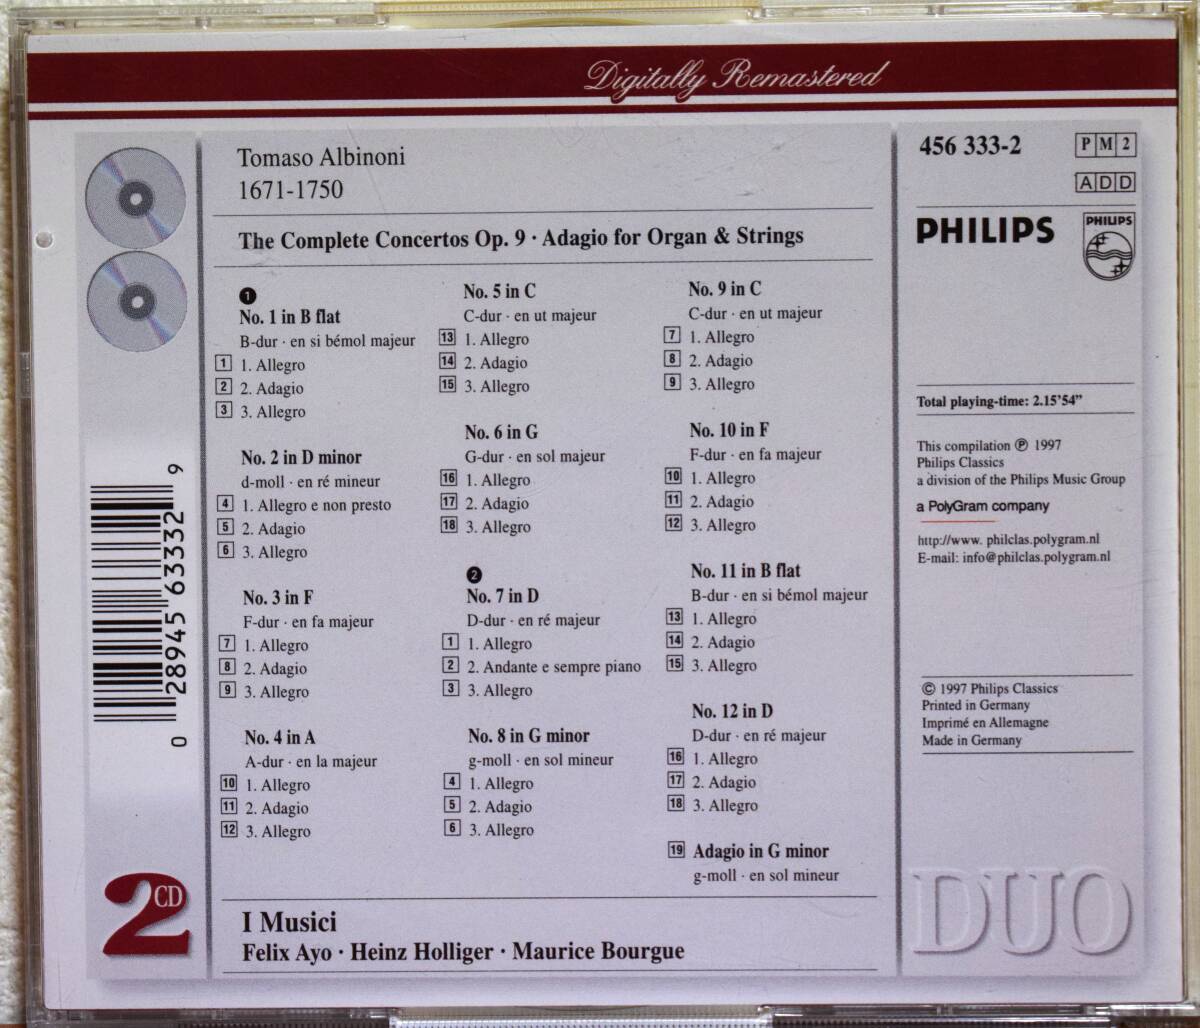 Digitally Remastered
Tomaso Albinoni
1671-1750
The Complete Concertos Op. 9 · Adagio for Organ & Strings
1
No. 1 in B flat
B-dur · en si bémol majeur
1 1. Allegro
2 2. Adagio
3 3. Allegro
No. 2 in D minor
d-moll · en ré mineur
4 1. Allegro e non presto
5 2. Adagio
6 3. Allegro
No. 3 in F
F-dur · en fa majeur
7 1. Allegro
8 2. Adagio
9 3. Allegro
No. 4 in A
A-dur · en la majeur
10 1. Allegro
11 2. Adagio
12 3. Allegro
No. 5 in C
C-dur · en ut majeur
13 1. Allegro
14 2. Adagio
15 3. Allegro
No. 6 in G
G-dur · en sol majeur
16 1. Allegro
17 2. Adagio
18 3. Allegro
2
No. 7 in D
D-dur · en ré majeur
1 1. Allegro
2 2. Andante e sempre piano
3 3. Allegro
No. 8 in G minor
g-moll · en sol mineur
4 1. Allegro
5 2. Adagio
6 3. Allegro
No. 9 in C
C-dur · en ut majeur
7 1. Allegro
8 2. Adagio
9 3. Allegro
No. 10 in F
F-dur · en fa majeur
10 1. Allegro
11 2. Adagio
12 3. Allegro
No. 11 in B flat
B-dur · en si bémol majeur
13 1. Allegro
14 2. Adagio
15 3. Allegro
No. 12 in D
D-dur · en ré majeur
16 1. Allegro
17 2. Adagio
18 3. Allegro
19 Adagio in G minor
g-moll · en sol mineur
I Musici
Felix Ayo · Heinz Holliger · Maurice Bourgue
456 333-2
P M 2
A D D
PHILIPS
PHILIPS
Total playing-time: 2.15’54”
This compilation ℗ 1997
Philips Classics
a division of the Philips Music Group
a PolyGram company
http://www. philclas.polygram.nl
E-mail: info@philclas.polygram.nl
© 1997 Philips Classics
Printed in Germany
Imprimé en Allemagne
Made in Germany
DUO
0 28945 63332 9
2 CD